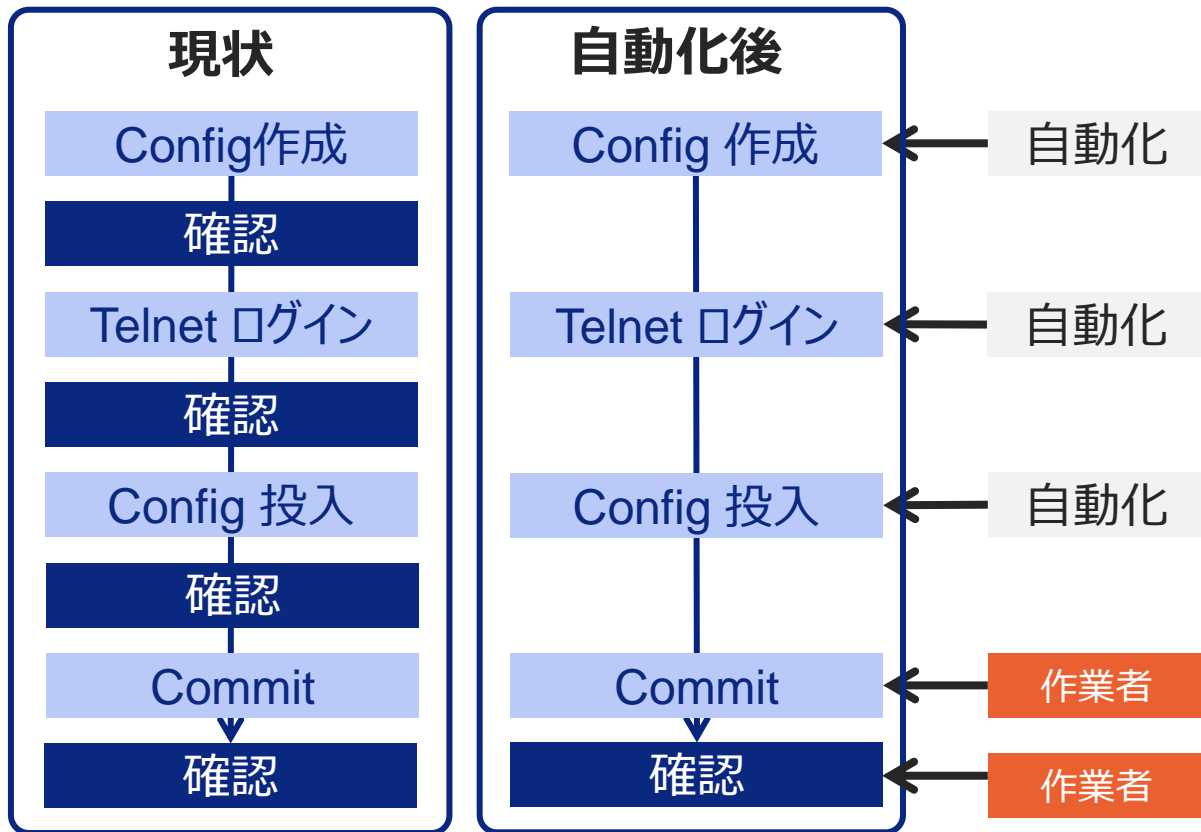 現状
Config作成
確認
Telnet ログイン
確認
Config 投入
確認
Commit
確認
自動化後
Config 作成
Telnet ログイン
Config 投入
Commit
確認
自動化
自動化
自動化
作業者
作業者